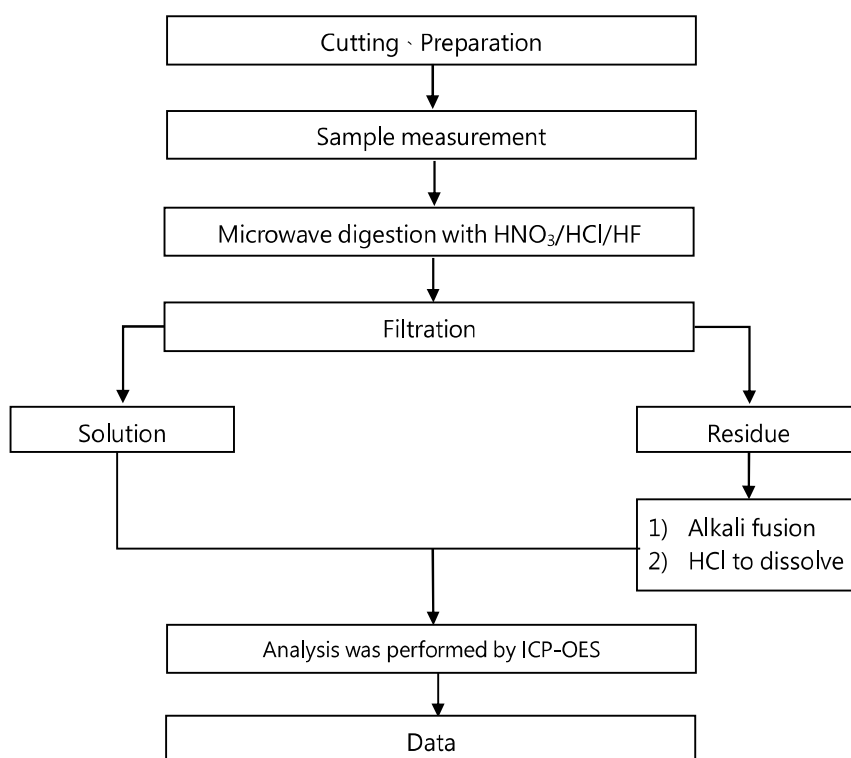 Cutting、Preparation
Sample measurement
Microwave digestion with HNO₃/HCl/HF
Filtration
Solution
Residue
1) Alkali fusion
2) HCl to dissolve
Analysis was performed by ICP-OES
Data